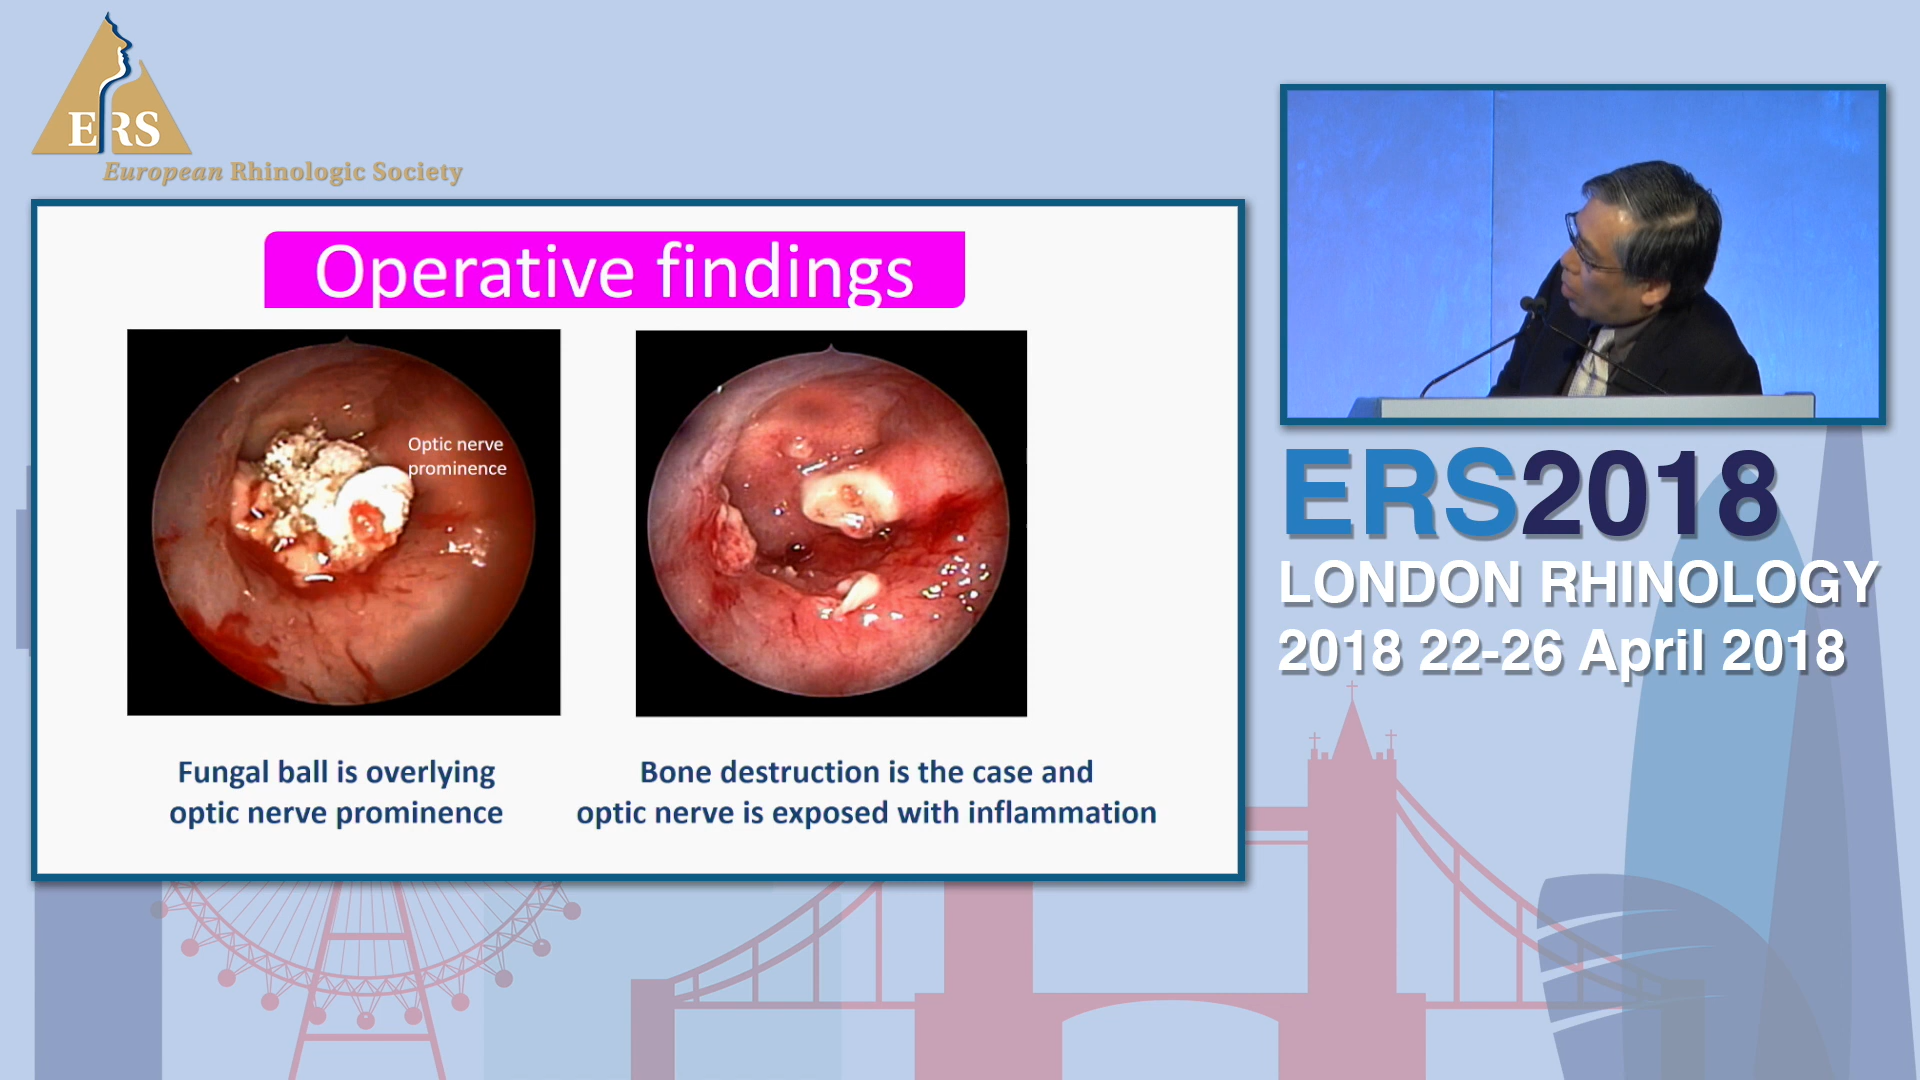 ERS
European Rhinologic Society
Operative findings
Optic nerve
prominence
Fungal ball is overlying
optic nerve prominence
Bone destruction is the case and
optic nerve is exposed with inflammation
ERS2018
LONDON RHINOLOGY
2018 22-26 April 2018